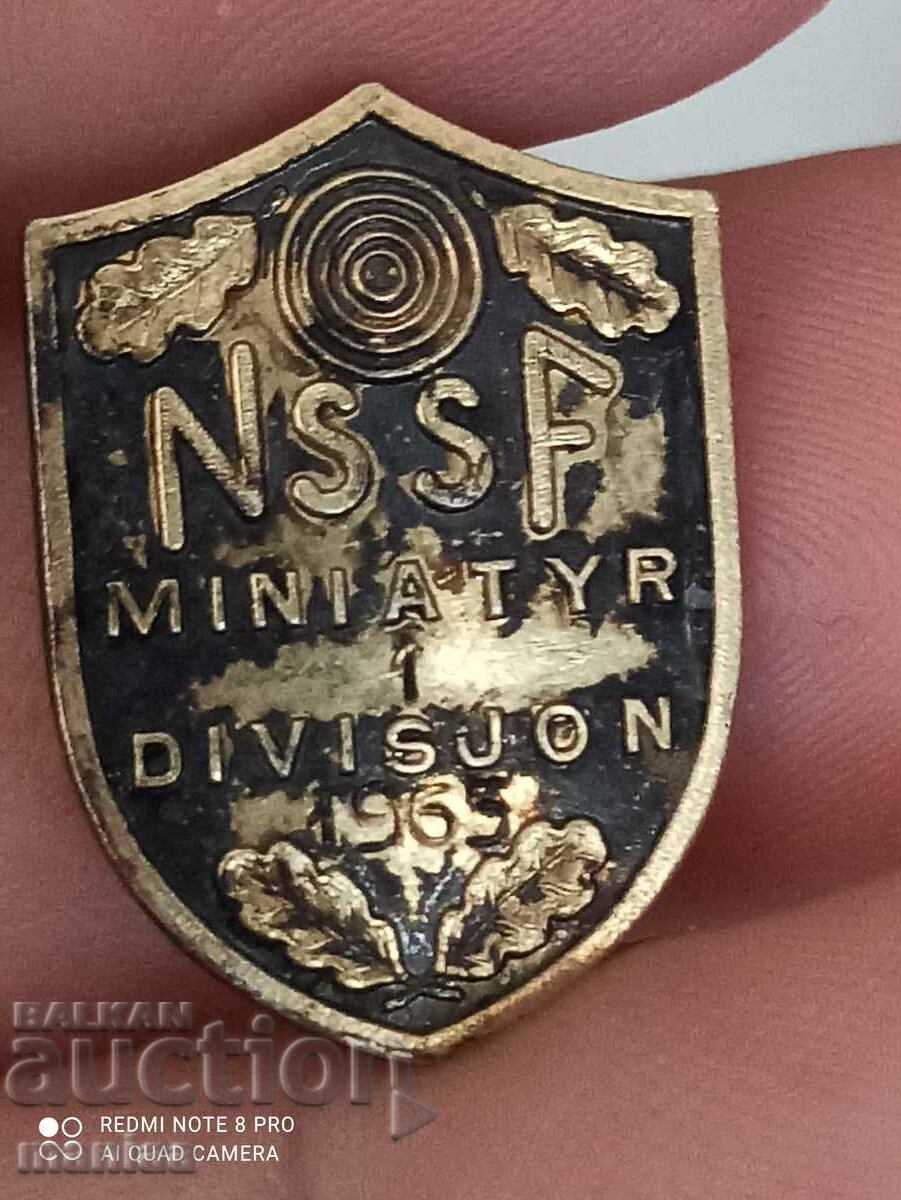 NSSF
MINIATYR
1
DIVISJON
1965
BALKAN
auction
REDMI NOTE 8 PRO
AI QUAD CAMERA